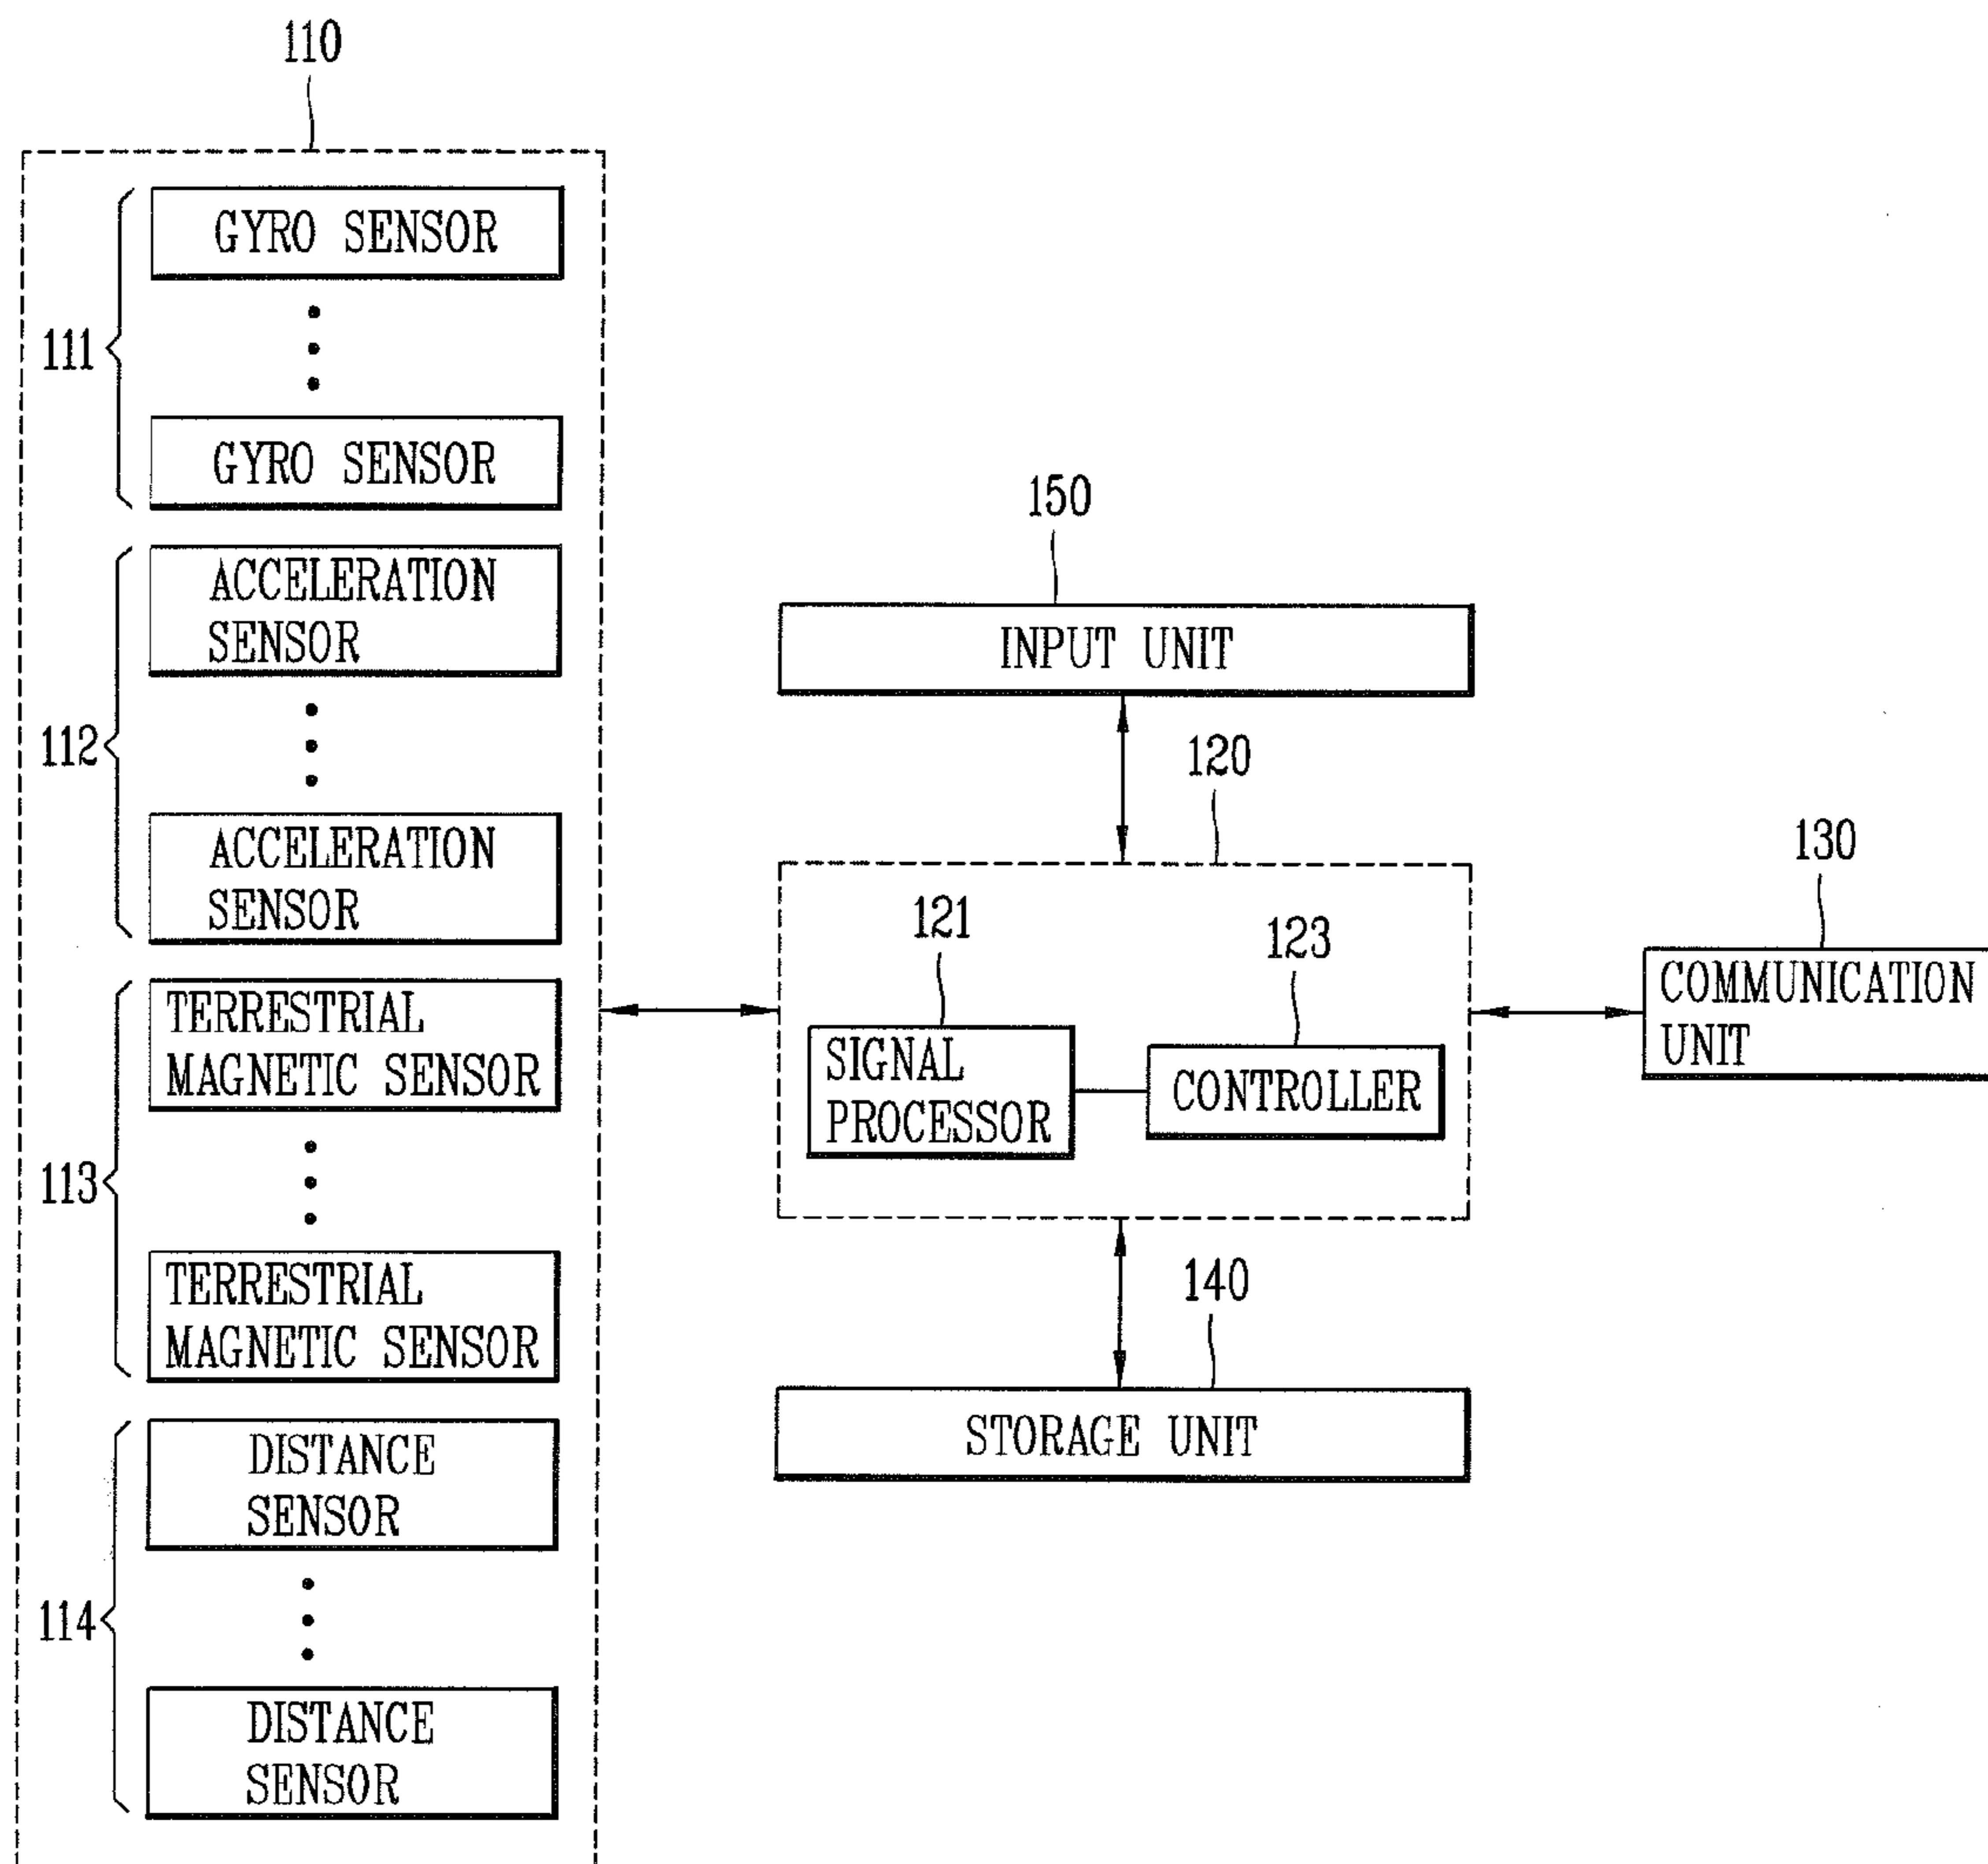 110
GYRO SENSOR
111
GYRO SENSOR
ACCELERATION
SENSOR
112
ACCELERATION
SENSOR
TERRESTRIAL
MAGNETIC SENSOR
113
TERRESTRIAL
MAGNETIC SENSOR
DISTANCE
SENSOR
114
DISTANCE
SENSOR
150
INPUT UNIT
120
121
SIGNAL
PROCESSOR
123
CONTROLLER
130
COMMUNICATION
UNIT
140
STORAGE UNIT